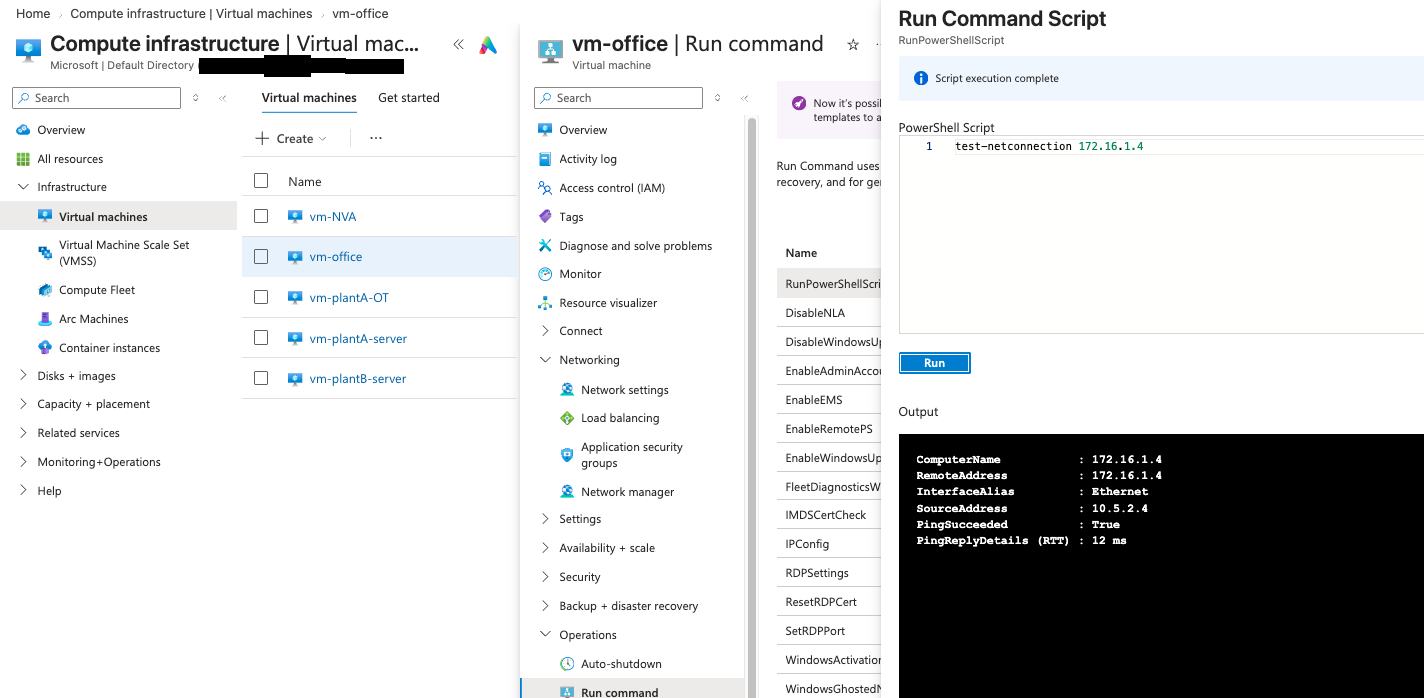 Home › Compute infrastructure | Virtual machines › vm-office
Compute infrastructure | Virtual mac...
Microsoft | Default Directory
Search
Overview
All resources
Infrastructure
Virtual machines
Virtual Machine Scale Set
(VMSS)
Compute Fleet
Arc Machines
Container instances
Disks + images
Capacity + placement
Related services
Monitoring+Operations
Help
Virtual machines Get started
Create
Name
vm-NVA
vm-office
vm-plantA-OT
vm-plantA-server
vm-plantB-server
vm-office | Run command
Virtual machine
Search
Overview
Activity log
Access control (IAM)
Tags
Diagnose and solve problems
Monitor
Resource visualizer
Connect
Networking
Network settings
Load balancing
Application security
groups
Network manager
Settings
Availability + scale
Security
Backup + disaster recovery
Operations
Auto-shutdown
Run command
Now it's possil
templates to a
Run Command uses
recovery, and for ge
Name
RunPowerShellScri
DisableNLA
DisableWindowsUp
EnableAdminAccou
EnableEMS
EnableRemotePS
EnableWindowsUp
FleetDiagnosticsW
IMDSCertCheck
IPConfig
RDPSettings
ResetRDPCert
SetRDPPort
WindowsActivation
WindowsGhostedN
Run Command Script
RunPowerShellScript
Script execution complete
PowerShell Script
1 test-netconnection 172.16.1.4
Run
Output
ComputerName : 172.16.1.4
RemoteAddress : 172.16.1.4
InterfaceAlias : Ethernet
SourceAddress : 10.5.2.4
PingSucceeded : True
PingReplyDetails (RTT) : 12 ms